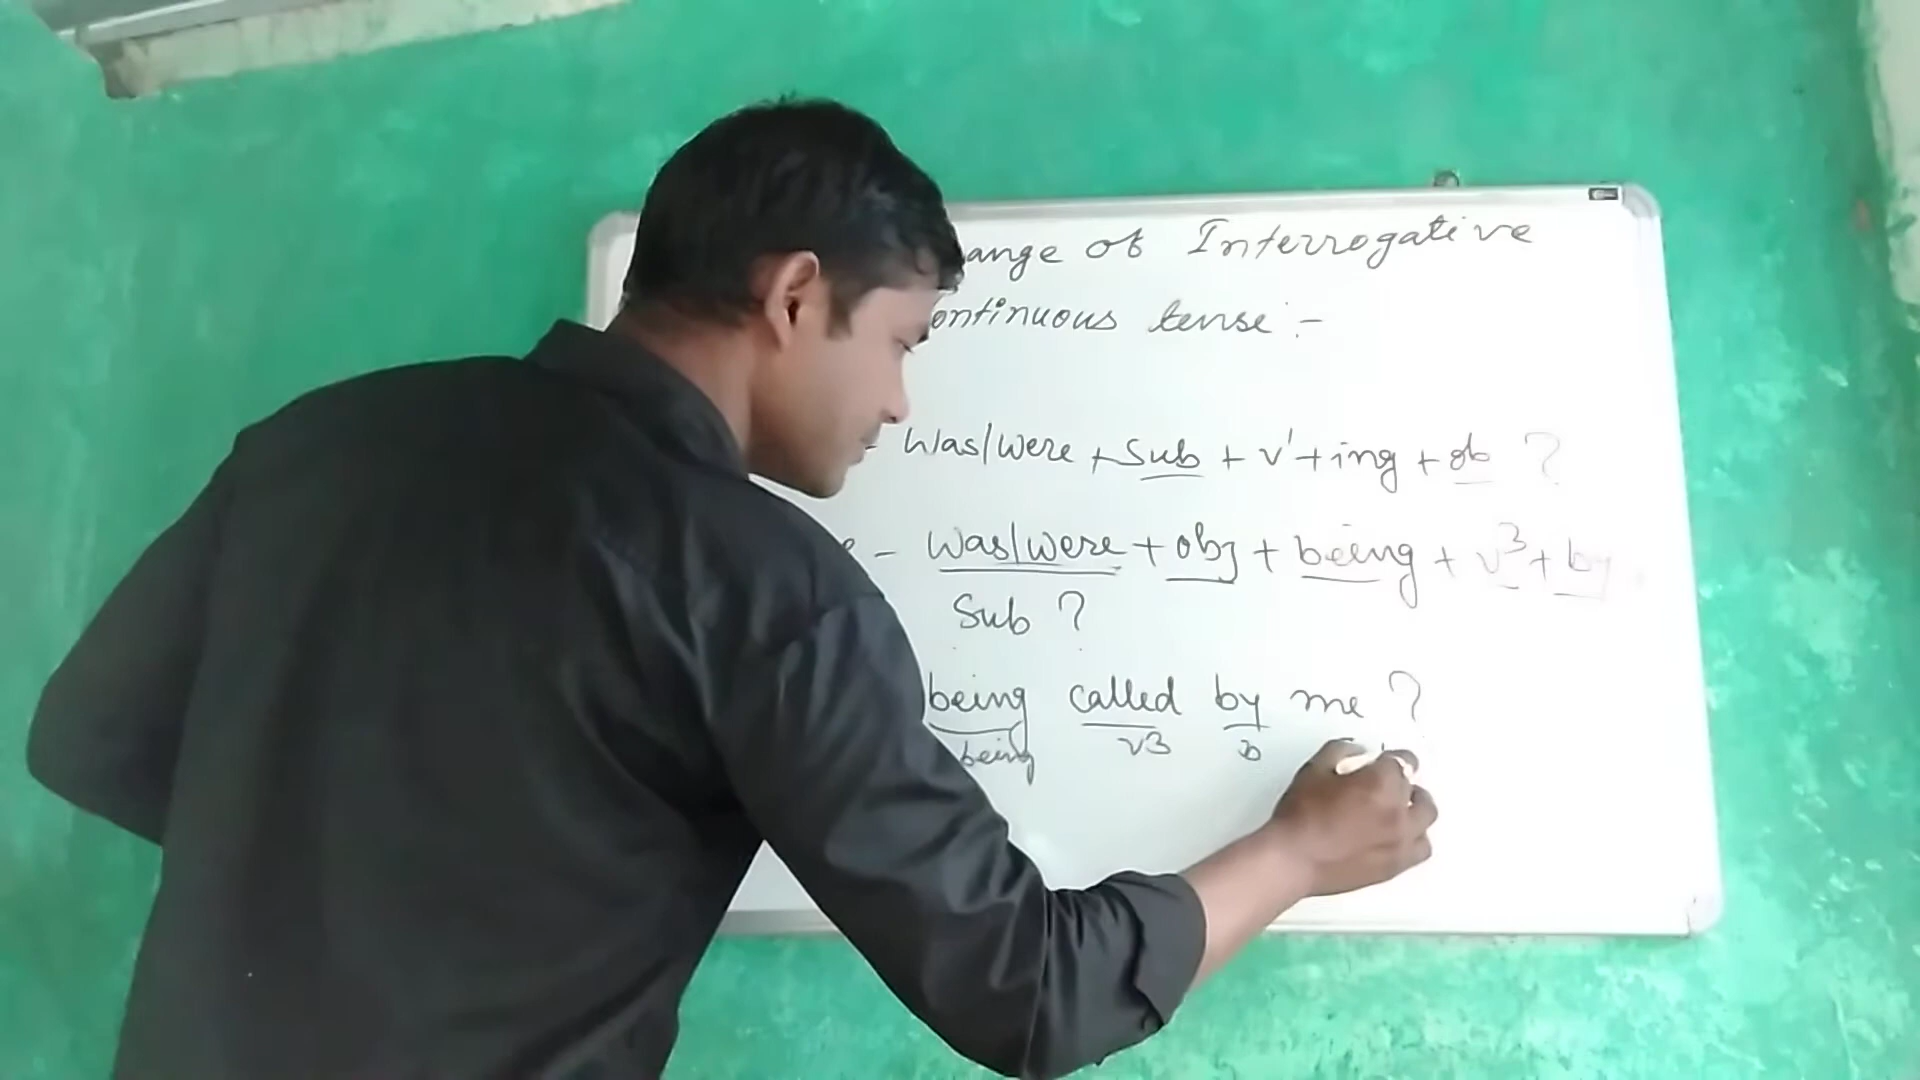 ange of Interrogative
ontinuous tense :-
- Was/Were + Sub + v' + ing + ob ?
e - Was/were + obj + being + v3 + by
Sub ?
being called by me ?
being v3 b